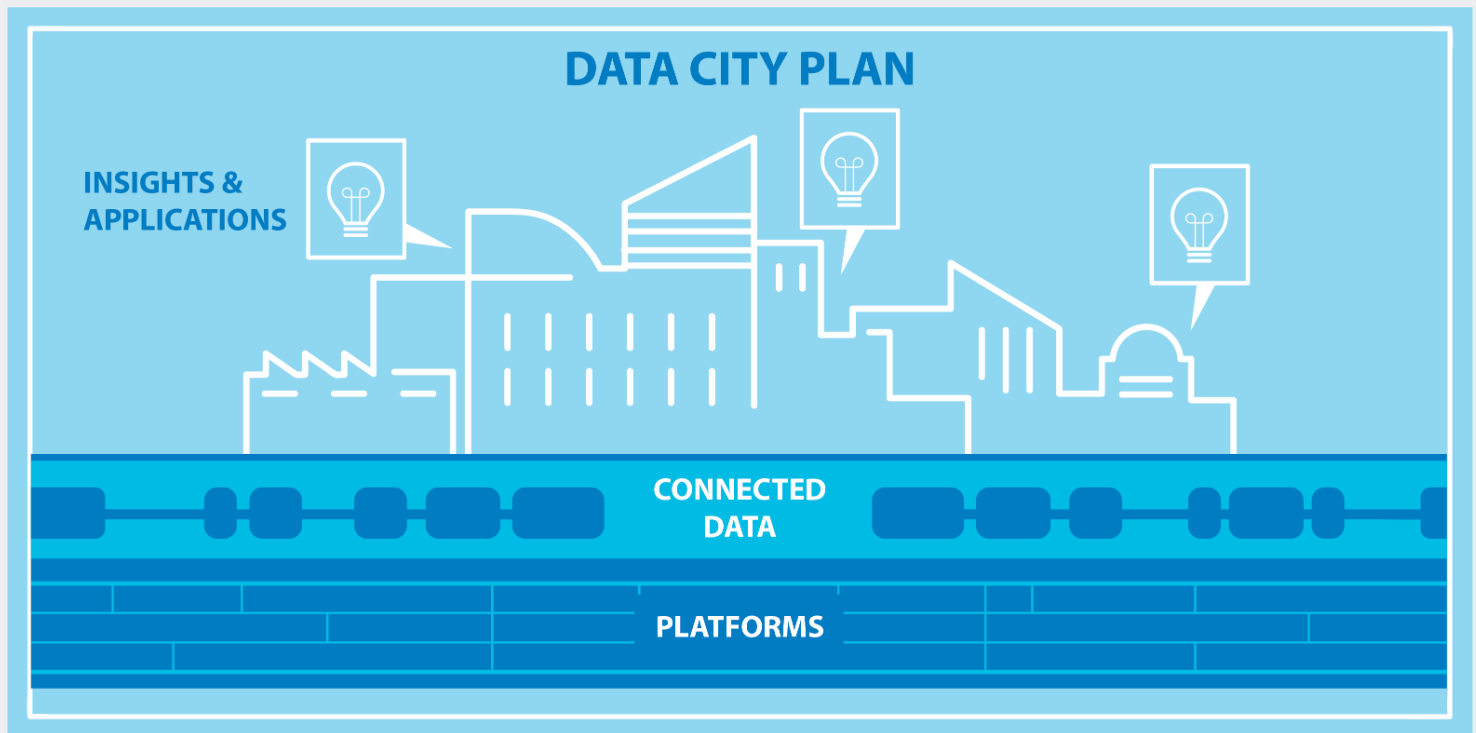 DATA CITY PLAN
INSIGHTS &
APPLICATIONS
CONNECTED
DATA
PLATFORMS